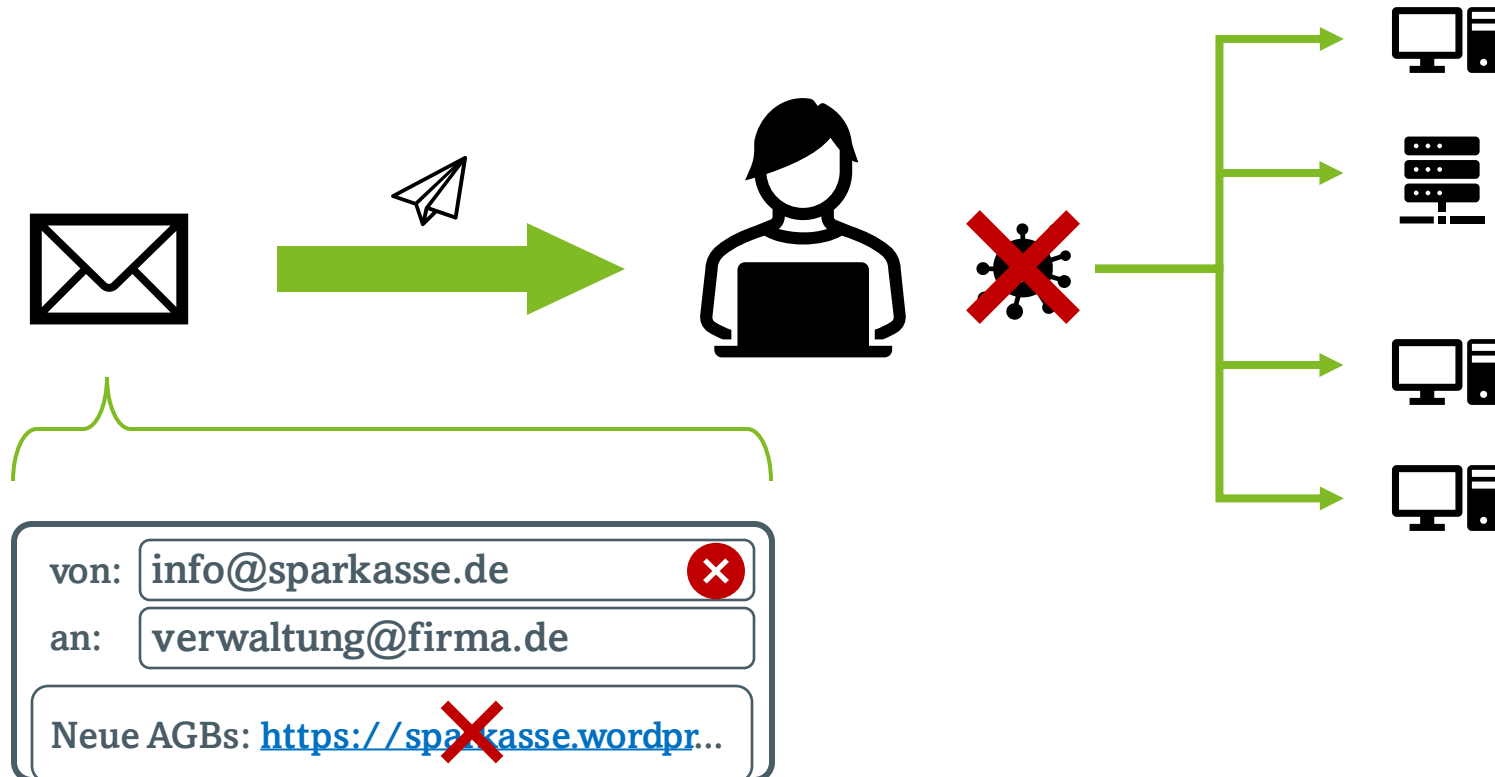 von: info@sparkasse.de
an: verwaltung@firma.de
Neue AGBs: https://sparkasse.wordpr...